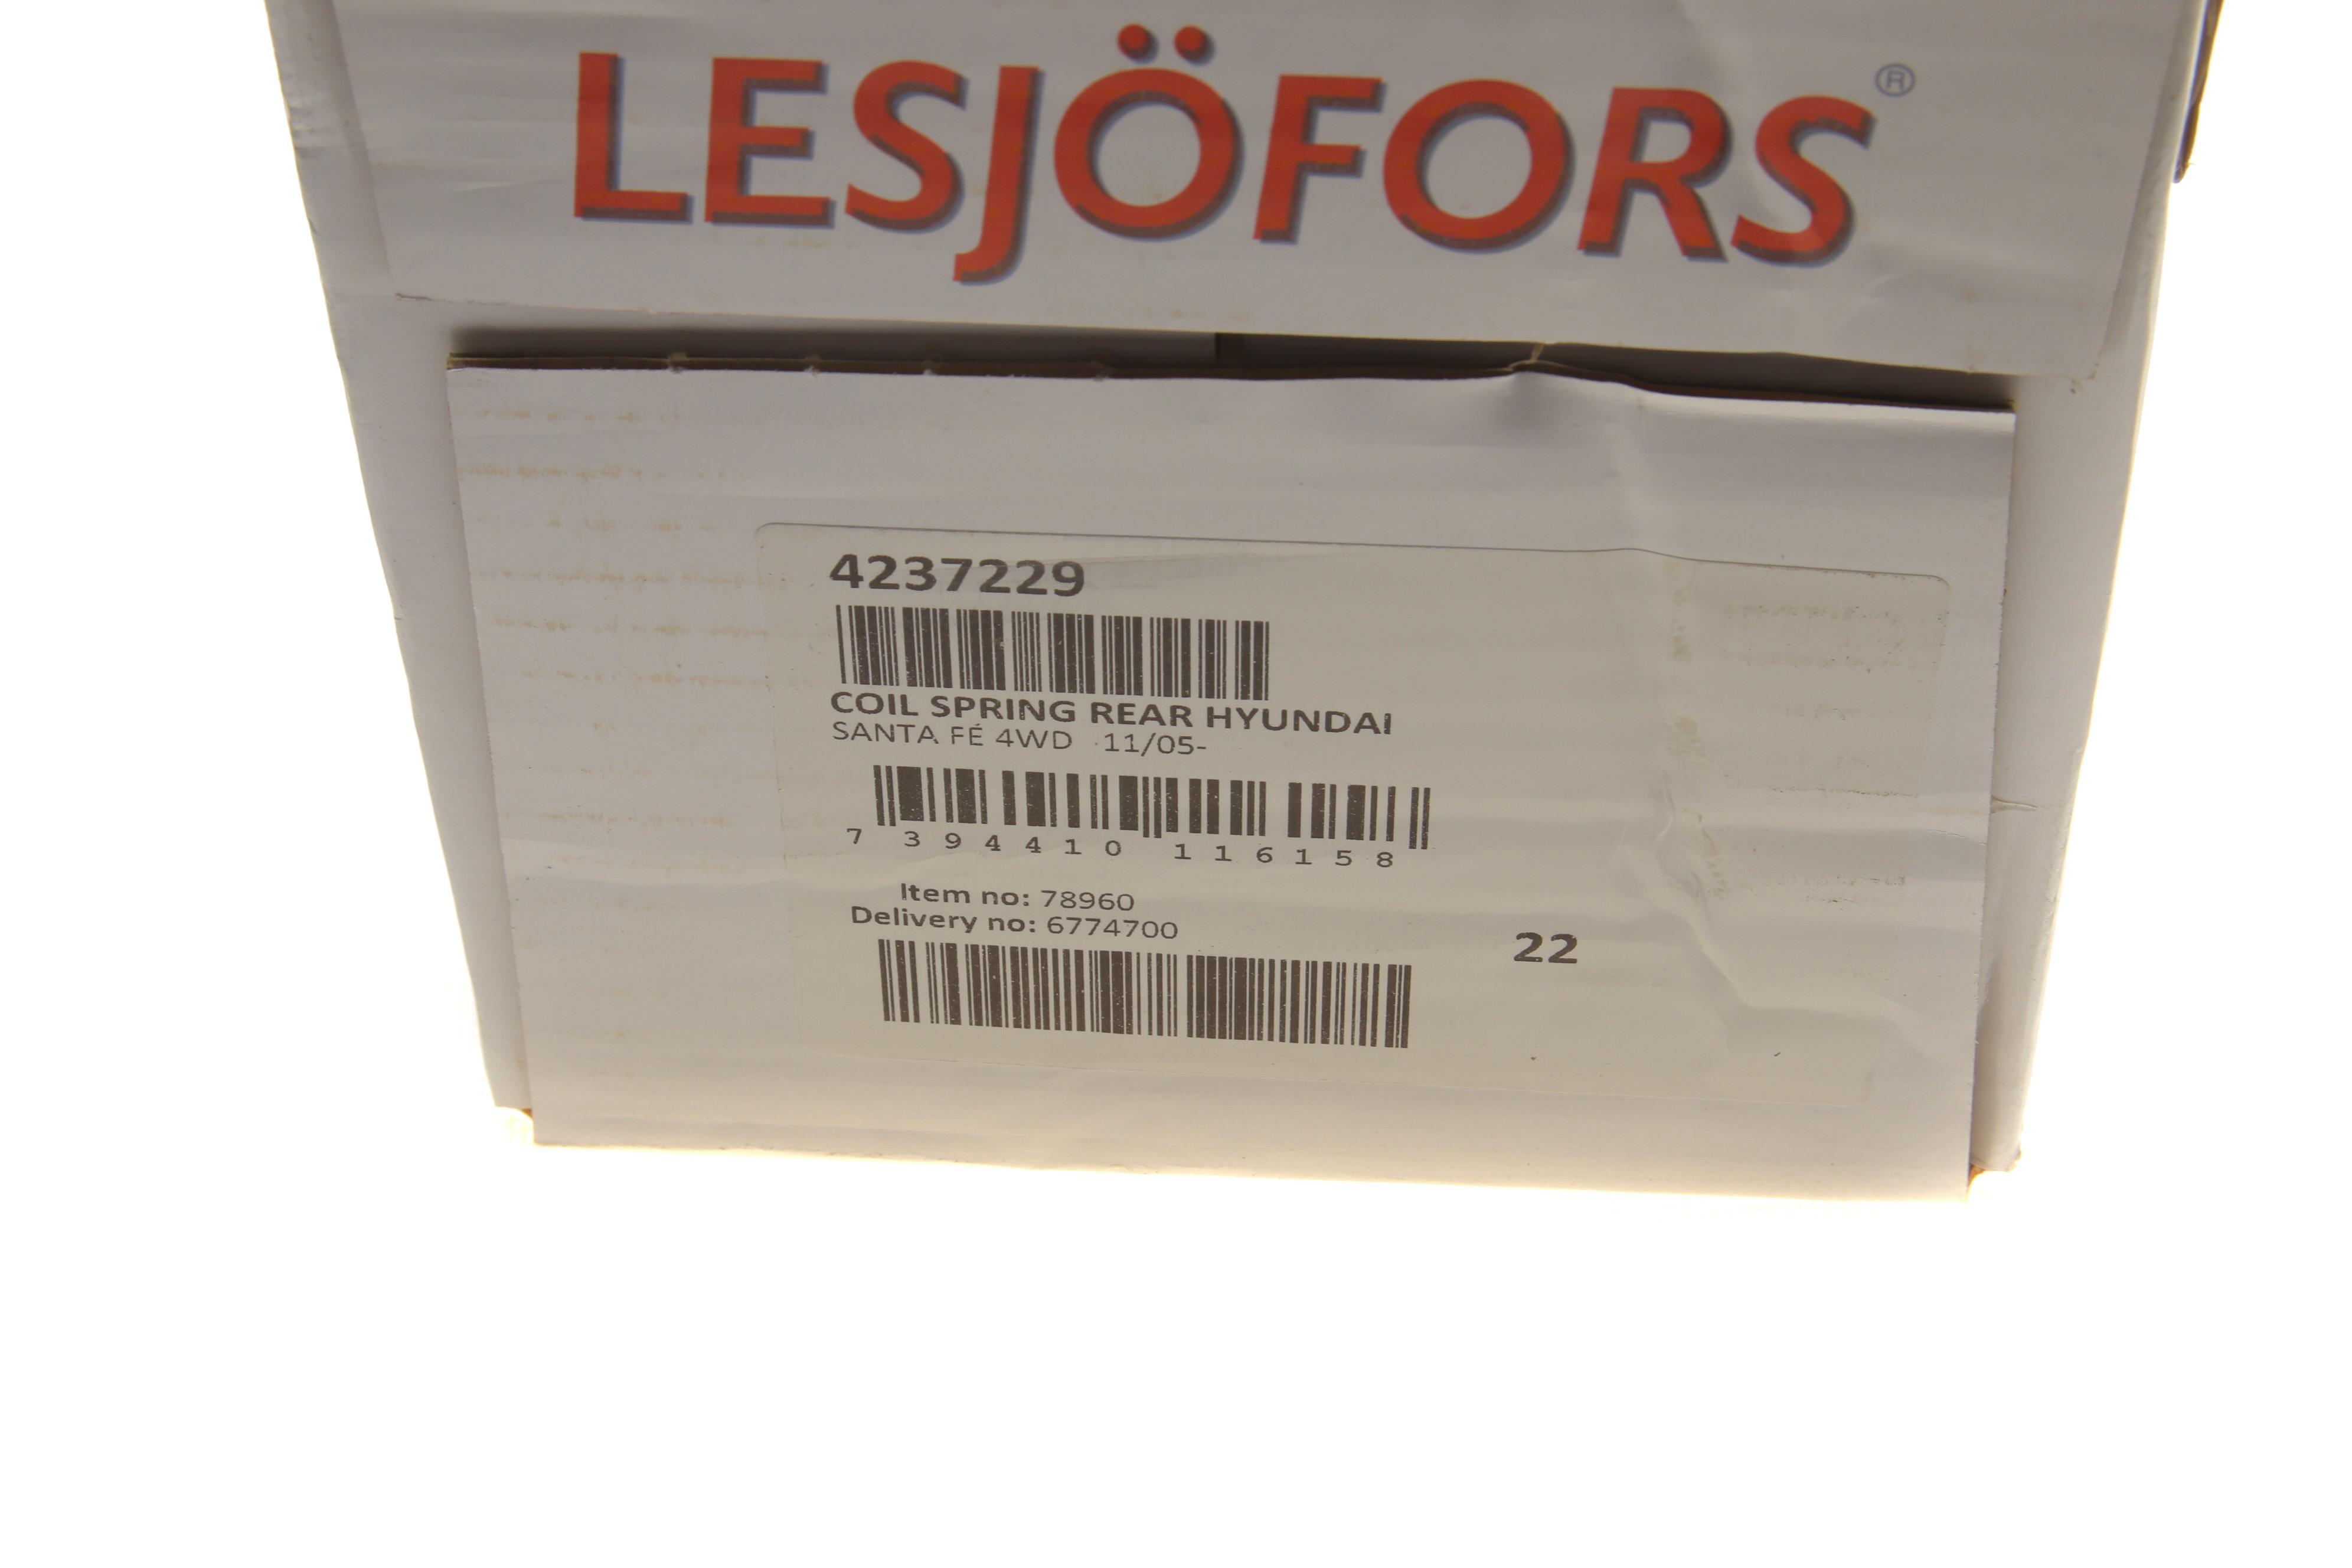 LESJÖFORS®
4237229
COIL SPRING REAR HYUNDAI
SANTA FÉ 4WD 11/05-
7 394410 116158
Item no: 78960
Delivery no: 6774700
22